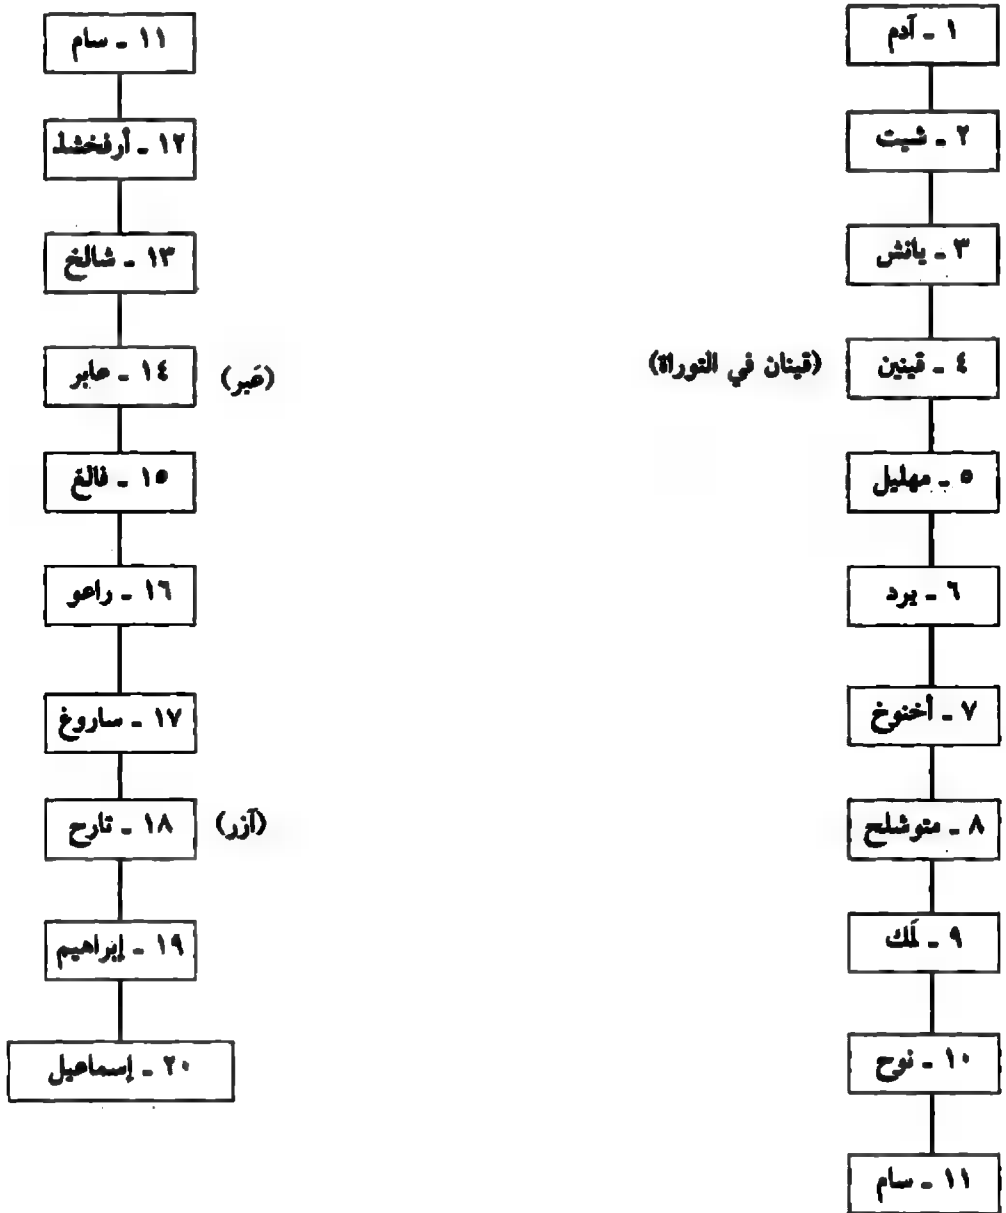 ١ - آدم
٢ - شيت
٣ - يانش
٤ - قينين (قينان في التوراة)
٥ - مهليل
٦ - يرد
٧ - أخنوخ
٨ - متوشلح
٩ - لَمك
١٠ - نوح
١١ - سام
١١ - سام
١٢ - أرفخشد
١٣ - شالخ
١٤ - عابر (عَبر)
١٥ - فالغ
١٦ - راعو
١٧ - ساروغ
١٨ - تارح (آزر)
١٩ - إبراهيم
٢٠ - إسماعيل